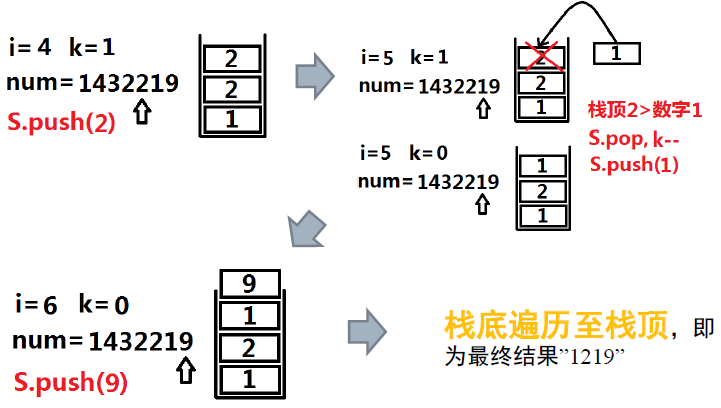 i=4 k=1
num=1432219
S.push(2)
2
2
1
i=5 k=1
num=1432219
2
2
1
1
栈顶2>数字1
S.pop, k--
S.push(1)
i=5 k=0
num=1432219
1
2
1
i=6 k=0
num=1432219
S.push(9)
9
1
2
1
栈底遍历至栈顶，即
为最终结果”1219”